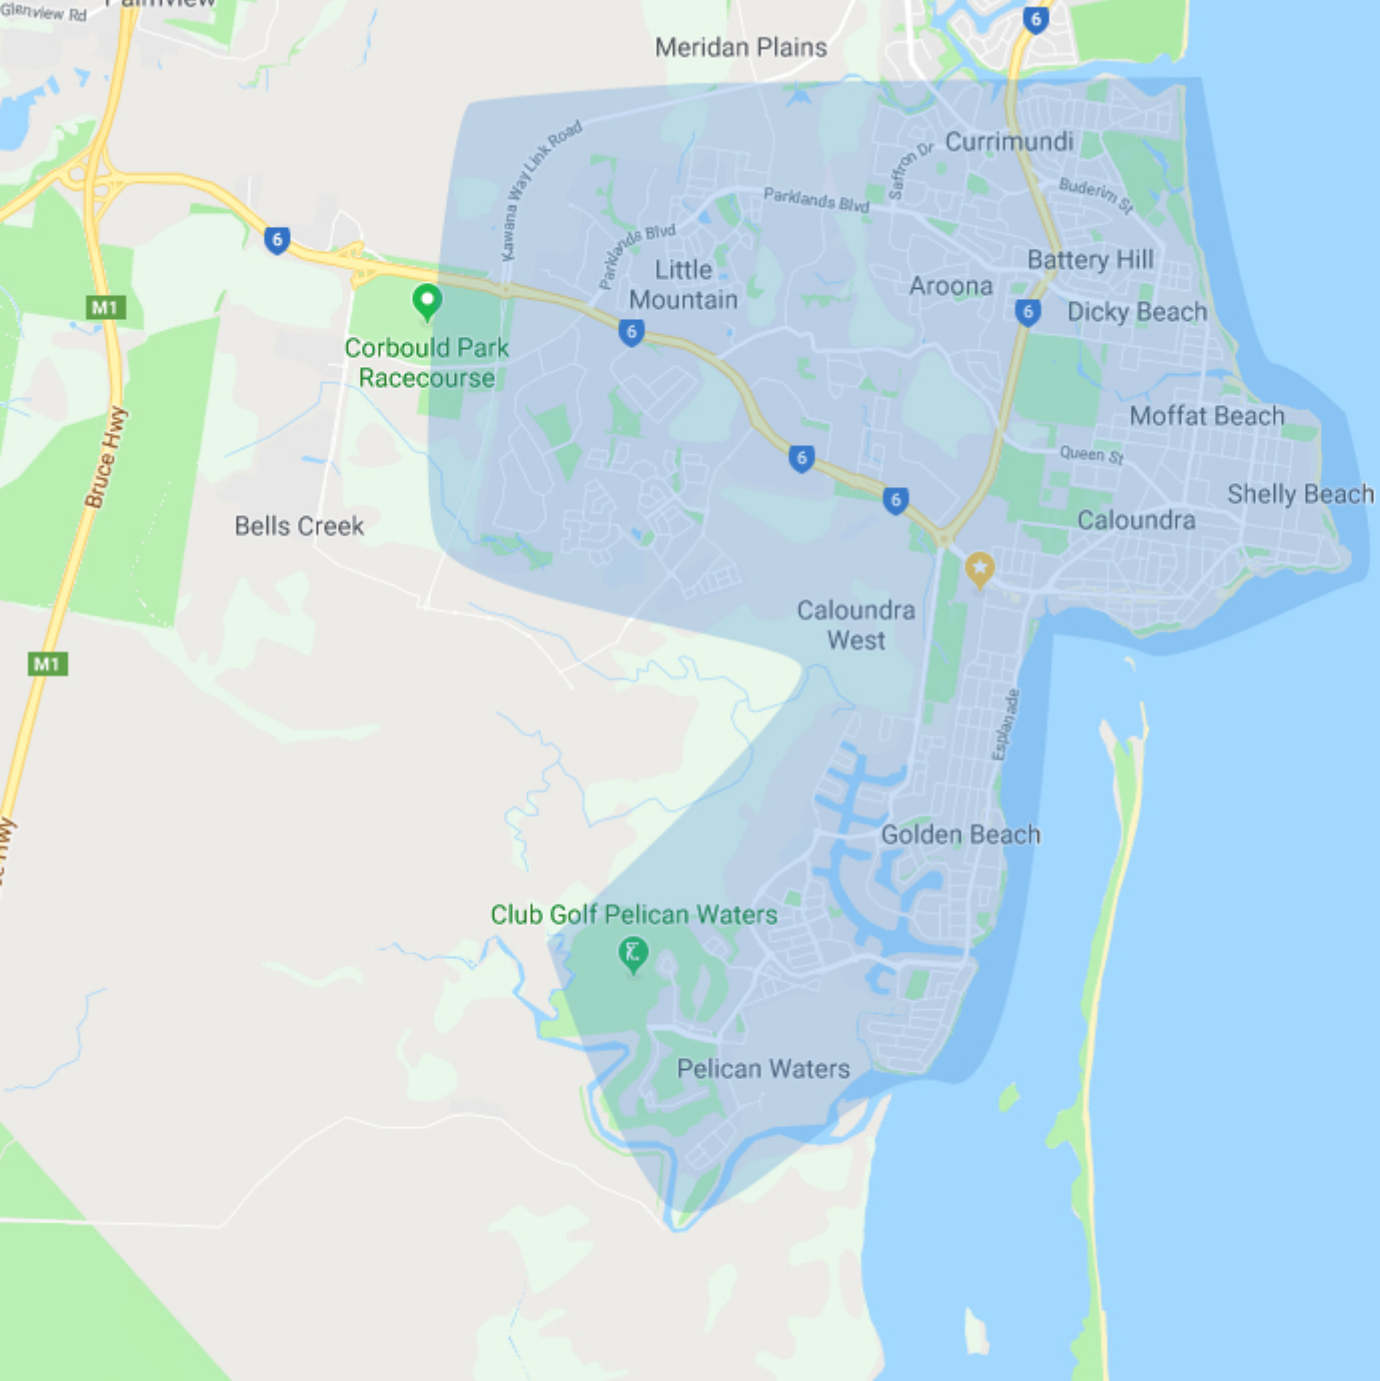 Glenview Rd
Palmview
6
Meridan Plains
Kawana Way Link Road
Currimundi
Saffron Dr
Parklands Blvd
Buderim St
6
Parklands Blvd
Little
Mountain
Battery Hill
Aroona
M1
6
Dicky Beach
6
Corbould Park
Racecourse
Moffat Beach
Bruce Hwy
Queen St
6
6
Shelly Beach
Bells Creek
Caloundra
Caloundra
West
M1
Esplanade
Golden Beach
Hwy
Club Golf Pelican Waters
Pelican Waters